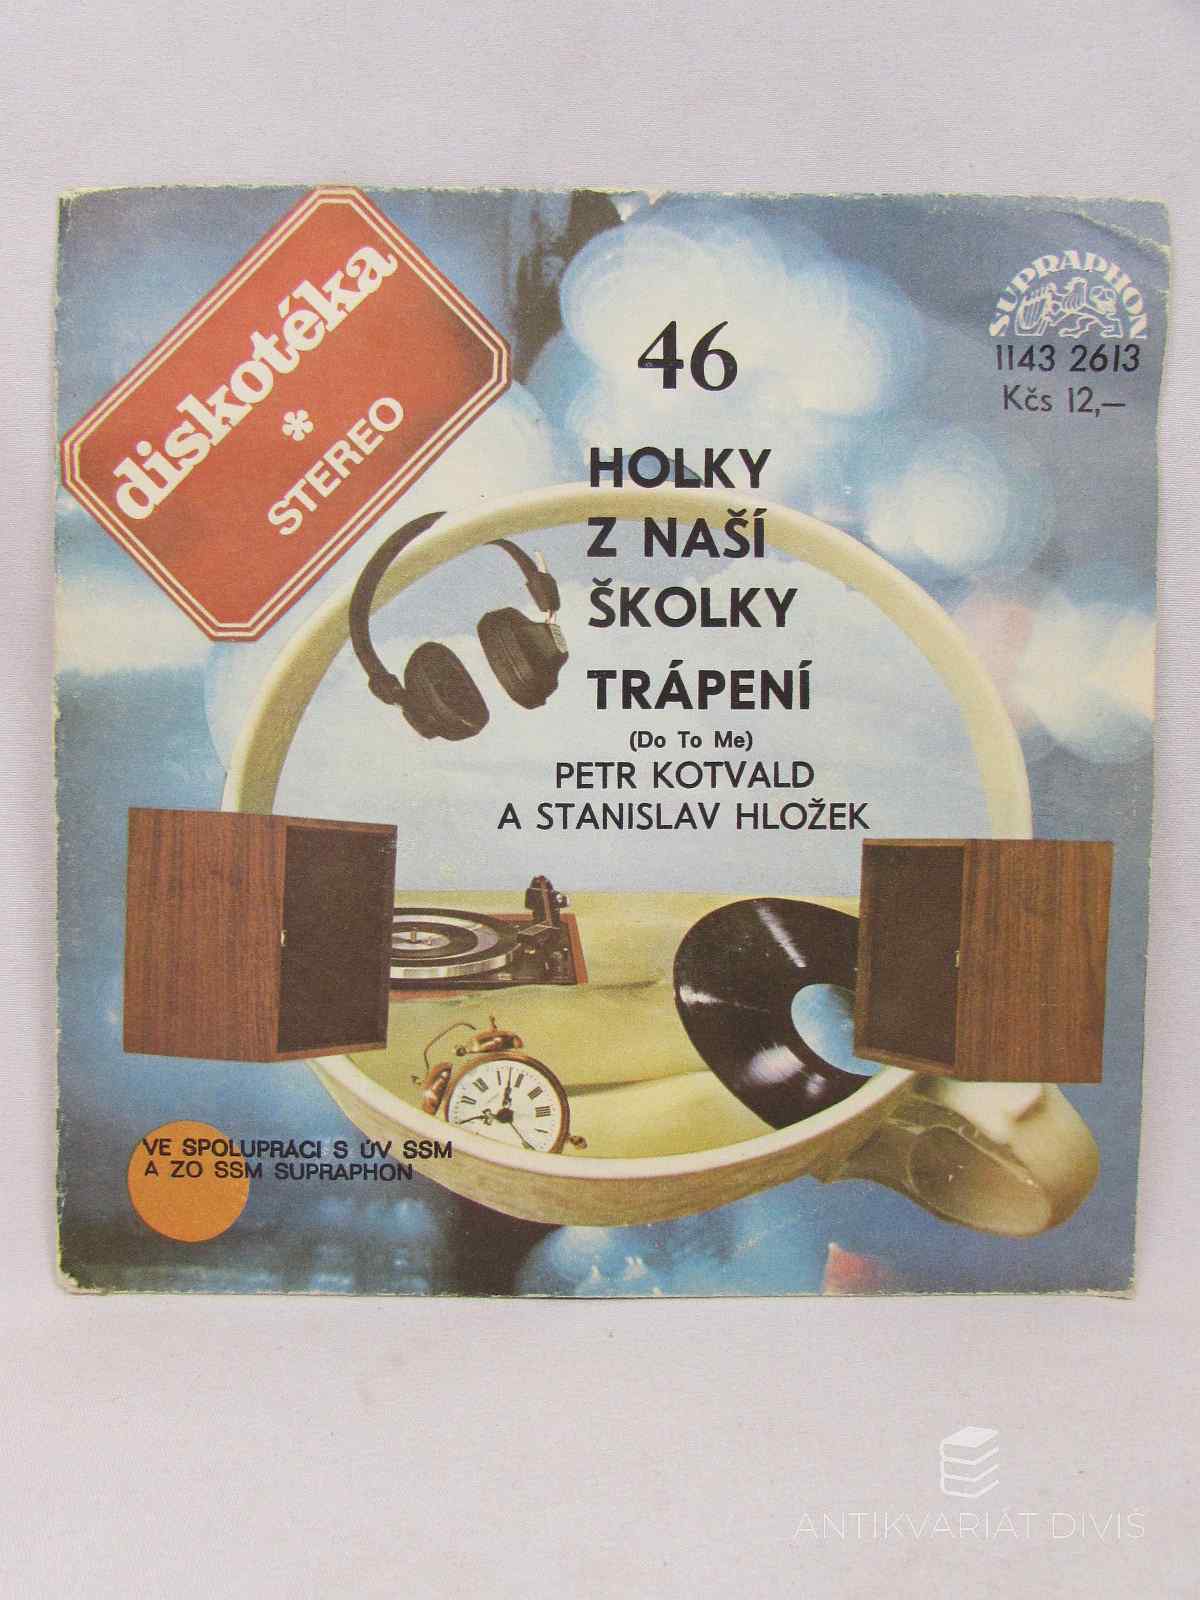 diskotéka
*
STEREO
SUPRAPHON
1143 2613
Kčs 12,—
46
HOLKY
Z NAŠÍ
ŠKOLKY
TRÁPENÍ
(Do To Me)
PETR KOTVALD
A STANISLAV HLOŽEK
VE SPOLUPRÁCI S ÚV SSM
A ZO SSM SUPRAPHON
ANTIKVARIÁT DIVIŠ